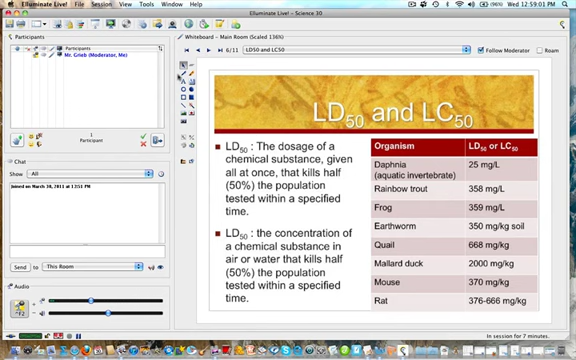 Elluminate Live! File Session View Tools Window Help
12:59:01 PM
Elluminate Live! - Science 30
Participants
Participants
Mr. Grieb (Moderator, Me)
1
Participant
Chat
Show All
Joined on March 30, 2011 at 12:51 PM
Send to This Room
Audio
Whiteboard - Main Room (Scaled 136%)
6/11 LD50 and LC50 Follow Moderator Roam
LD50 and LC50
LD50 : The dosage of a
chemical substance, given
all at once, that kills half
(50%) the population
tested within a specified
time.
LD50 : the concentration of
a chemical substance in
air or water that kills half
(50%) the population
tested within a specified
time.
Organism LD50 or LC50
Daphnia
(aquatic invertebrate) 25 mg/L
Rainbow trout 358 mg/L
Frog 359 mg/L
Earthworm 350 mg/kg soil
Quail 668 mg/kg
Mallard duck 2000 mg/kg
Mouse 370 mg/kg
Rat 376-666 mg/kg
In session for 7 minutes.